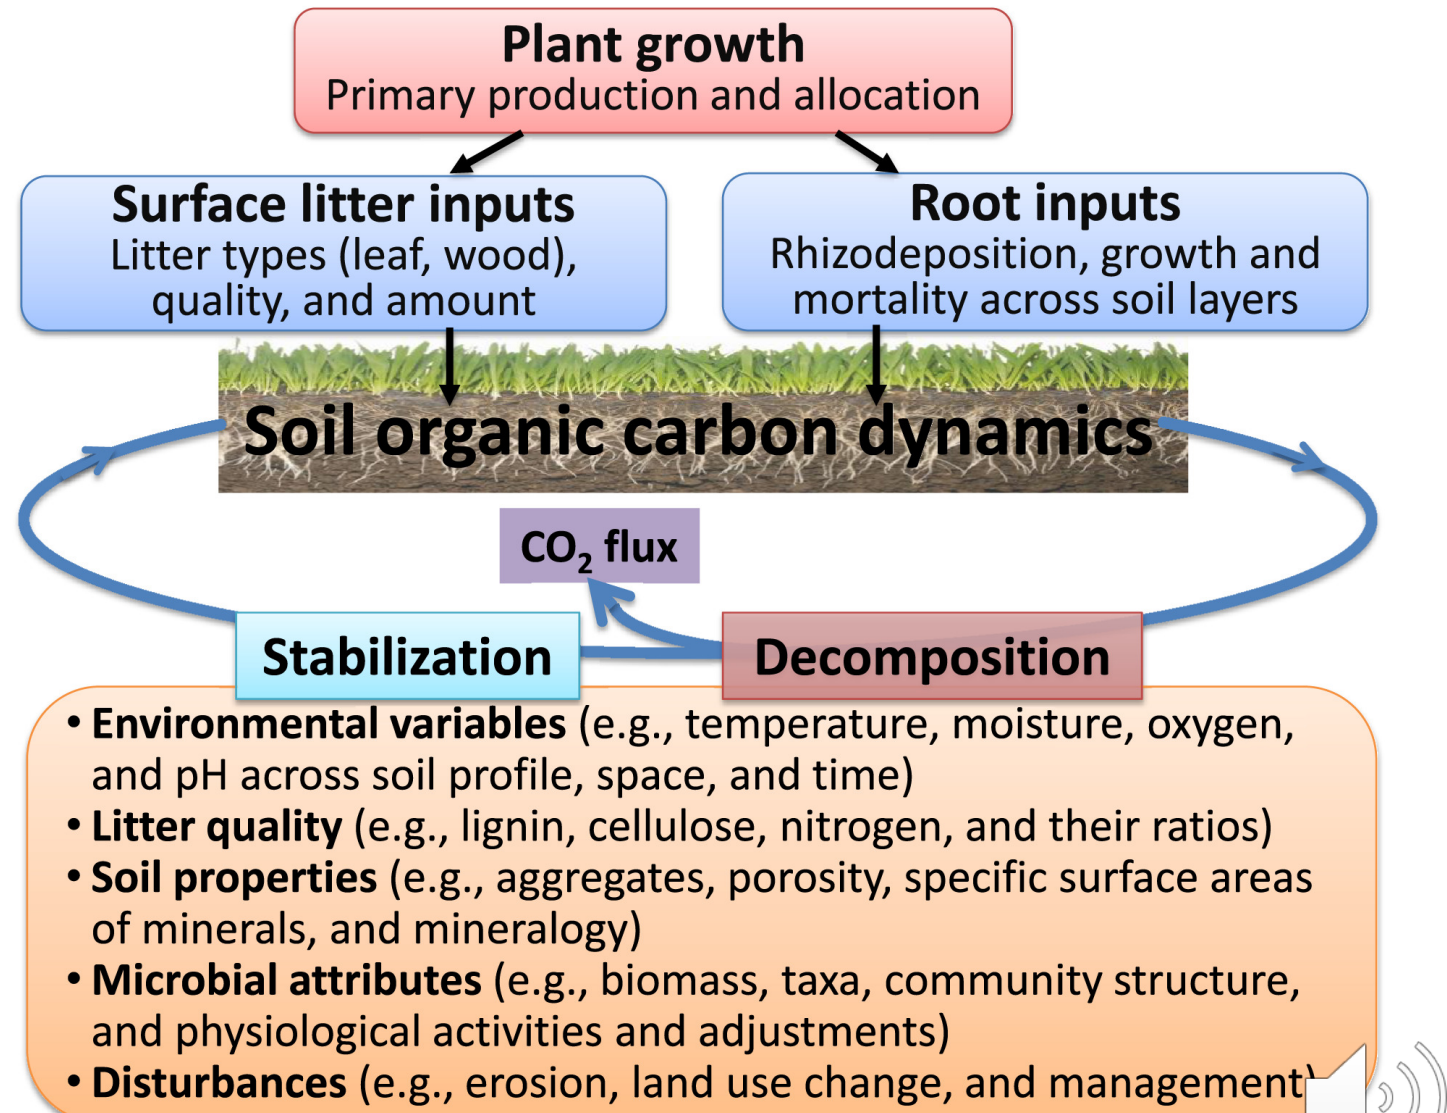 Plant growth
Primary production and allocation
Surface litter inputs
Litter types (leaf, wood),
quality, and amount
Root inputs
Rhizodeposition, growth and
mortality across soil layers
Soil organic carbon dynamics
CO₂ flux
Stabilization
Decomposition
• Environmental variables (e.g., temperature, moisture, oxygen,
and pH across soil profile, space, and time)
• Litter quality (e.g., lignin, cellulose, nitrogen, and their ratios)
• Soil properties (e.g., aggregates, porosity, specific surface areas
of minerals, and mineralogy)
• Microbial attributes (e.g., biomass, taxa, community structure,
and physiological activities and adjustments)
• Disturbances (e.g., erosion, land use change, and management)